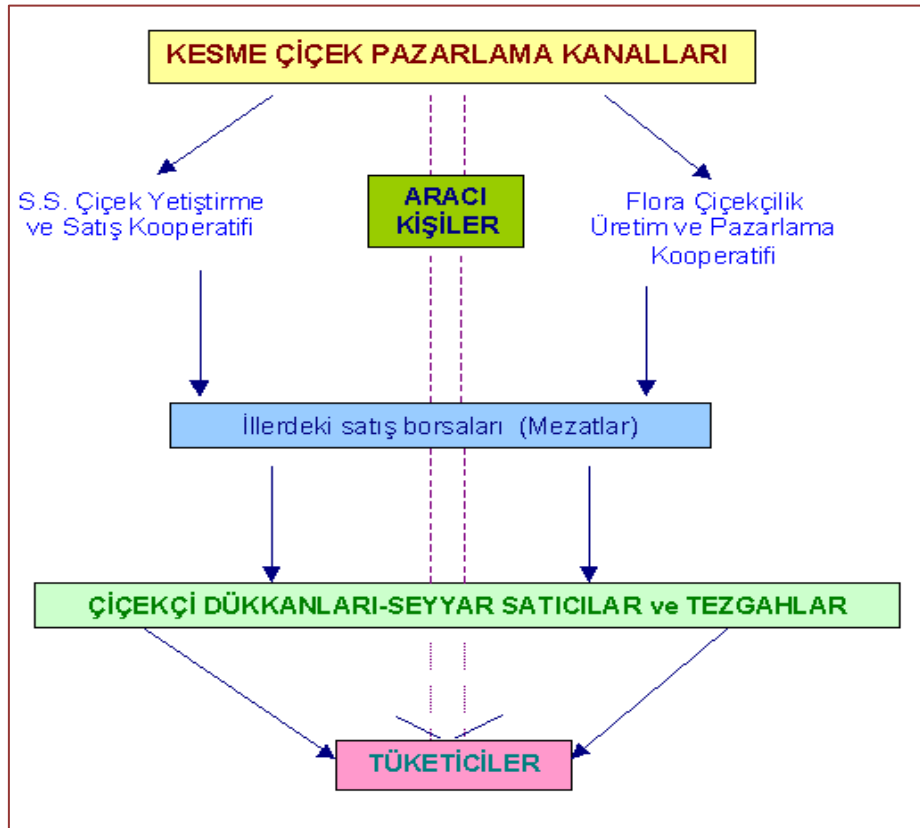 KESME ÇİÇEK PAZARLAMA KANALLARI
S.S. Çiçek Yetiştirme
ve Satış Kooperatifi
ARACI
KİŞİLER
Flora Çiçekçilik
Üretim ve Pazarlama
Kooperatifi
İllerdeki satış borsaları (Mezatlar)
ÇİÇEKÇİ DÜKKANLARI-SEYYAR SATICILAR ve TEZGAHLAR
TÜKETİCİLER